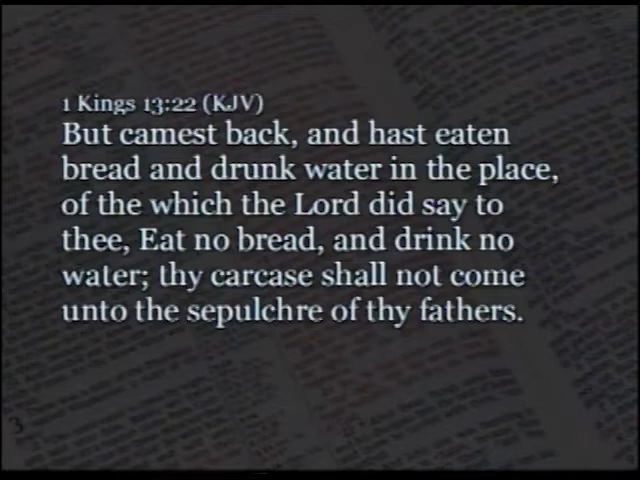 1 Kings 13:22 (KJV)
But camest back, and hast eaten
bread and drunk water in the place,
of the which the Lord did say to
thee, Eat no bread, and drink no
water; thy carcase shall not come
unto the sepulchre of thy fathers.